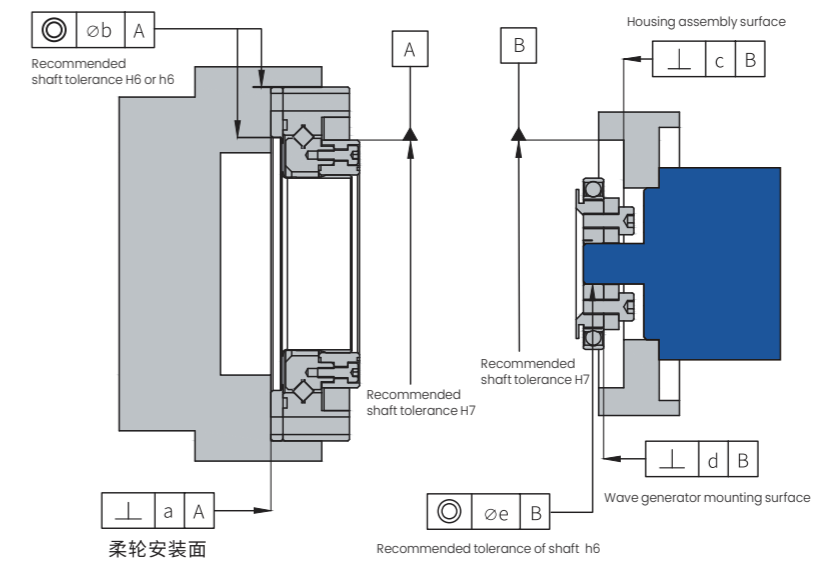 ◎ ⌀b A
Recommended
shaft tolerance H6 or h6
A
B
Housing assembly surface
⊥ c B
Recommended
shaft tolerance H7
Recommended
shaft tolerance H7
⊥ d B
Wave generator mounting surface
⊥ a A
柔轮安装面
◎ ⌀e B
Recommended tolerance of shaft h6